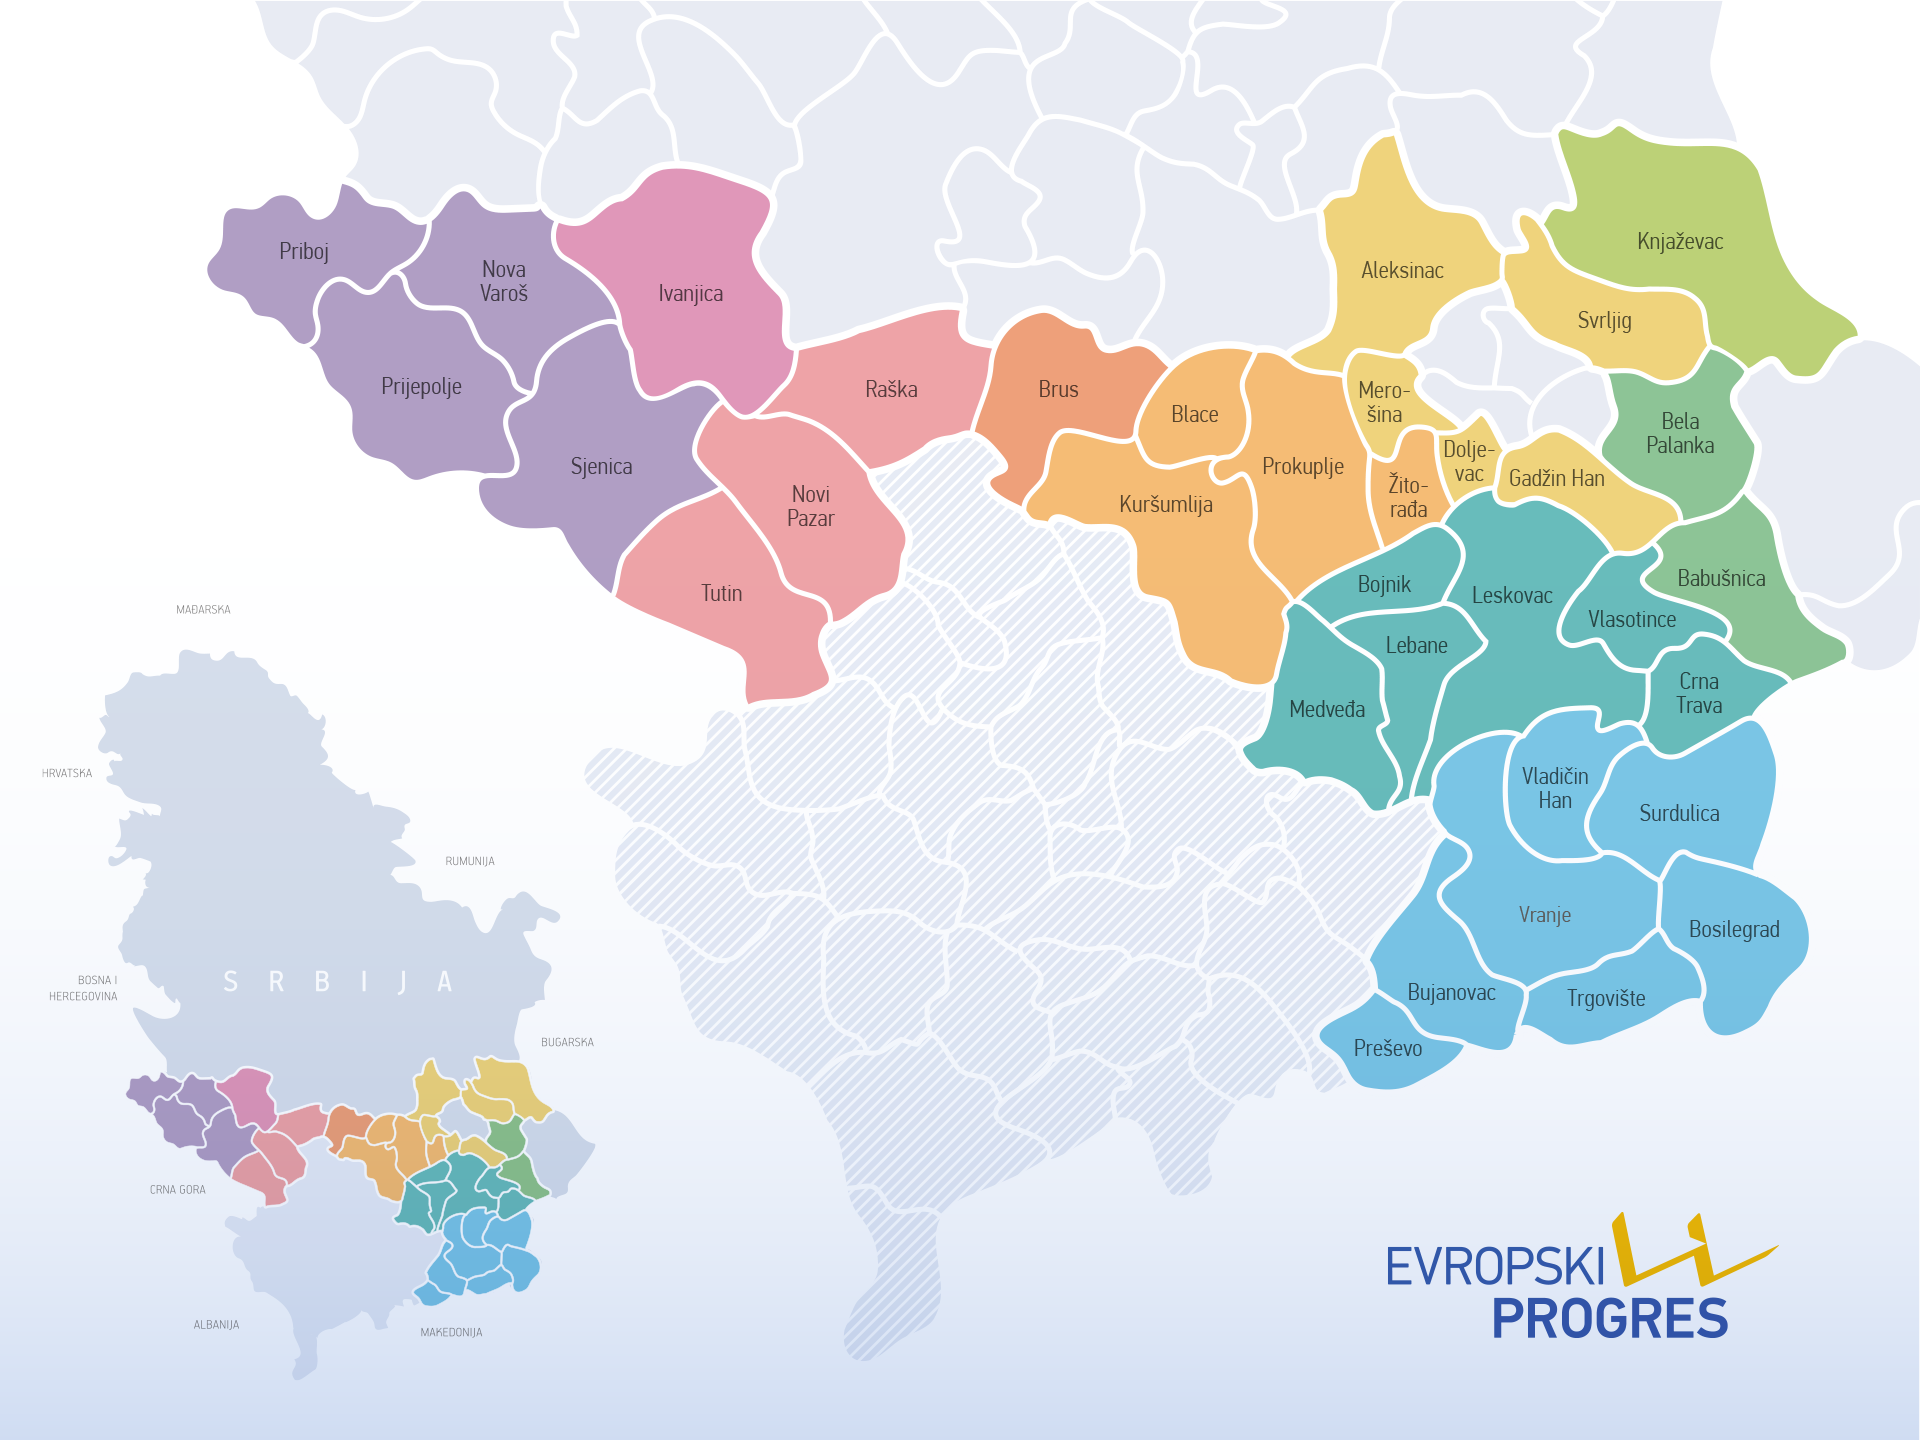 Priboj
Nova
Varoš
Ivanjica
Prijepolje
Sjenica
Raška
Novi
Pazar
Tutin
Brus
Blace
Kuršumlija
Prokuplje
Aleksinac
Mero-
šina
Žito-
rađa
Dolje-
vac
Gadžin Han
Svrljig
Knjaževac
Bela
Palanka
Babušnica
Bojnik
Leskovac
Vlasotince
Lebane
Medveđa
Crna
Trava
Vladičin
Han
Surdulica
Vranje
Bosilegrad
Bujanovac
Trgovište
Preševo
MAĐARSKA
HRVATSKA
RUMUNIJA
BOSNA I
HERCEGOVINA
SRBIJA
BUGARSKA
CRNA GORA
ALBANIJA
MAKEDONIJA
EVROPSKI
PROGRES